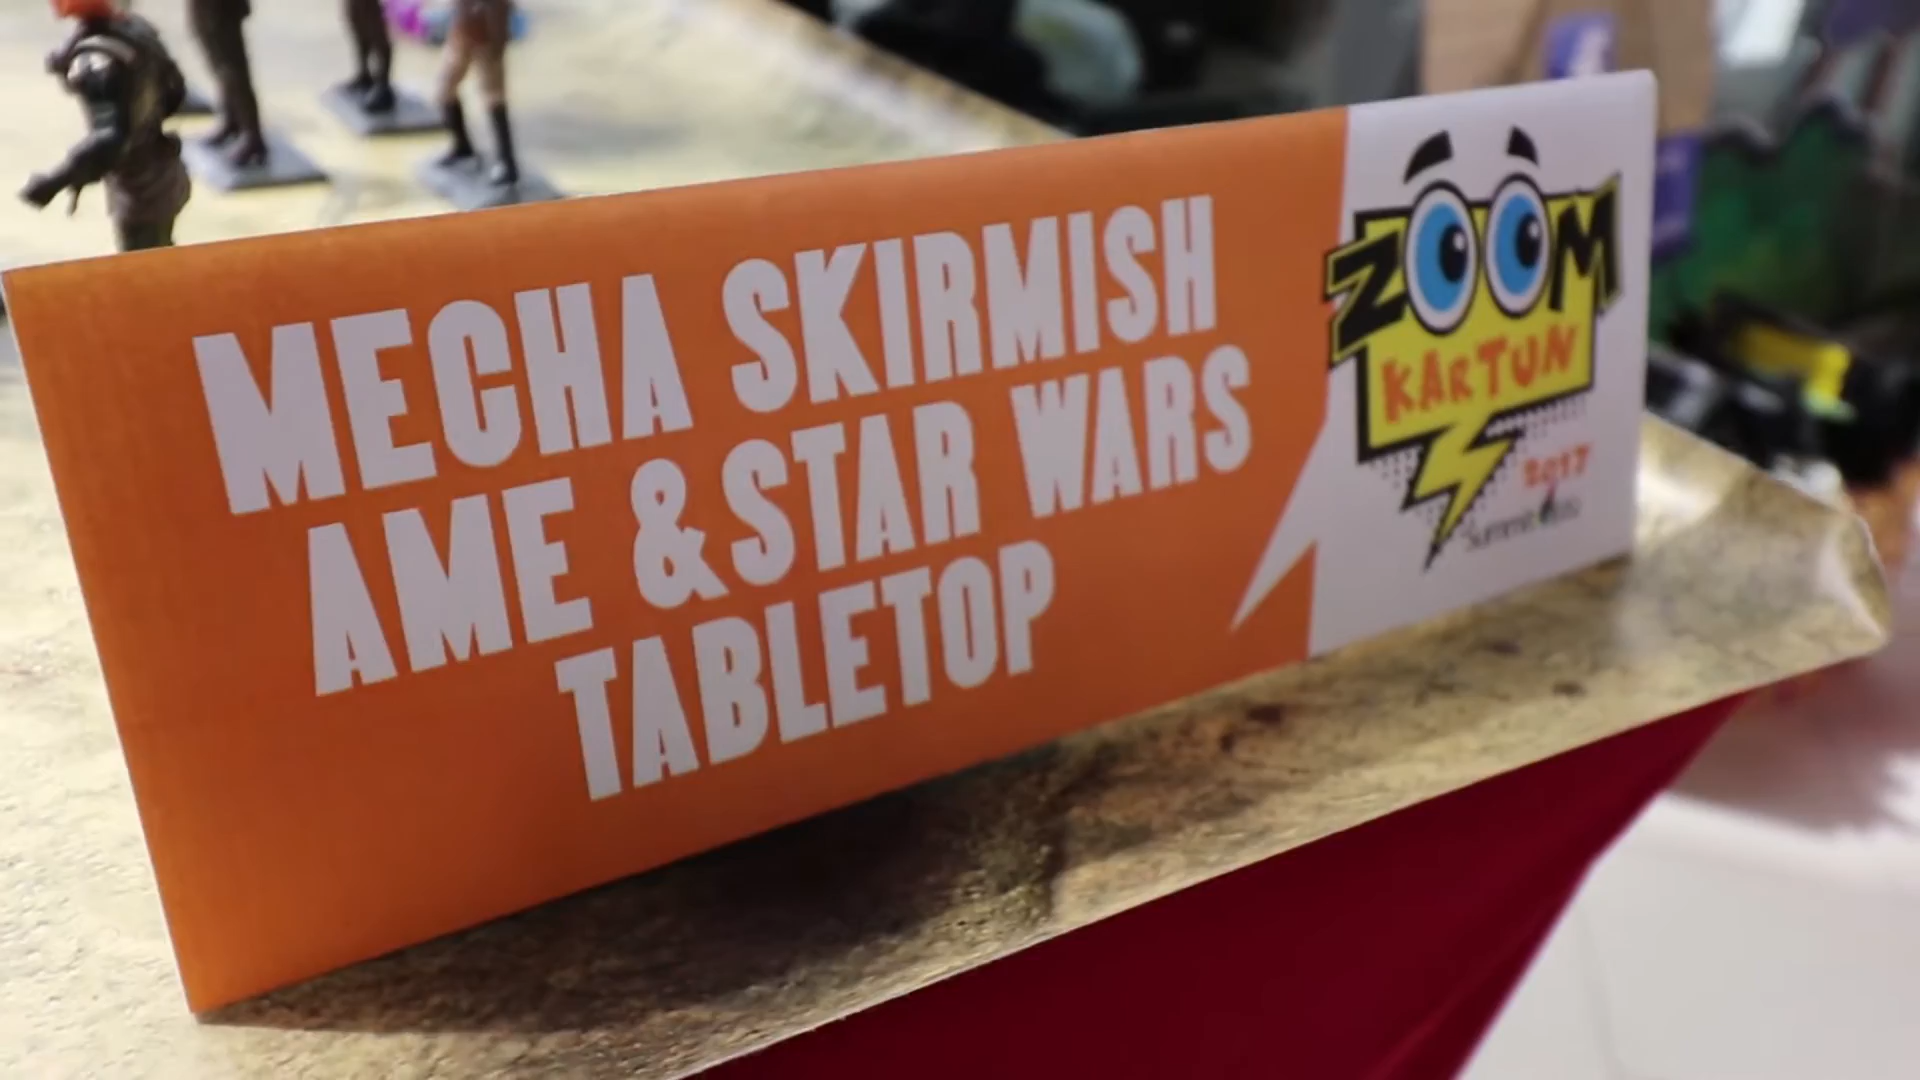 MECHA SKIRMISH
AME & STAR WARS
TABLETOP
ZOOM
KARTUN
2017